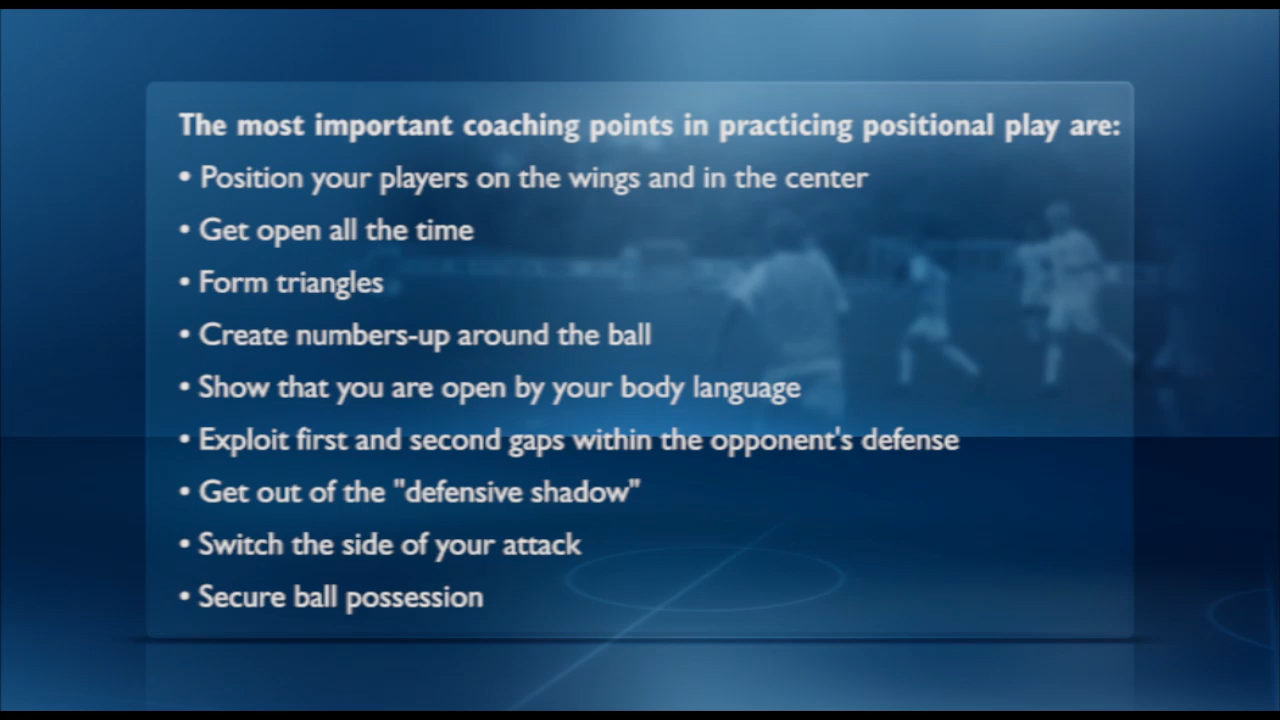 The most important coaching points in practicing positional play are:
• Position your players on the wings and in the center
• Get open all the time
• Form triangles
• Create numbers-up around the ball
• Show that you are open by your body language
• Exploit first and second gaps within the opponent's defense
• Get out of the "defensive shadow"
• Switch the side of your attack
• Secure ball possession